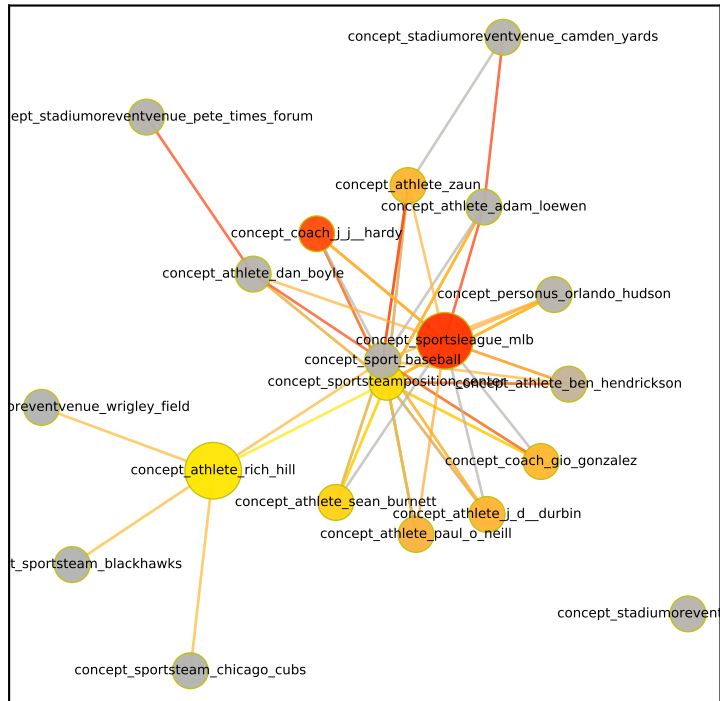 concept_stadiumoreventvenue_camden_yards
ept_stadiumoreventvenue_pete_times_forum
concept_athlete_zaun
concept_athlete_adam_loewen
concept_coach_j_j__hardy
concept_athlete_dan_boyle
concept_personus_orlando_hudson
concept_sportsleague_mlb
concept_sport_baseball
concept_sportsteamposition_center
concept_athlete_ben_hendrickson
oreventvenue_wrigley_field
concept_coach_gio_gonzalez
concept_athlete_rich_hill
concept_athlete_sean_burnett
concept_athlete_j_d__durbin
concept_athlete_paul_o_neill
t_sportsteam_blackhawks
concept_stadiumorevent
concept_sportsteam_chicago_cubs